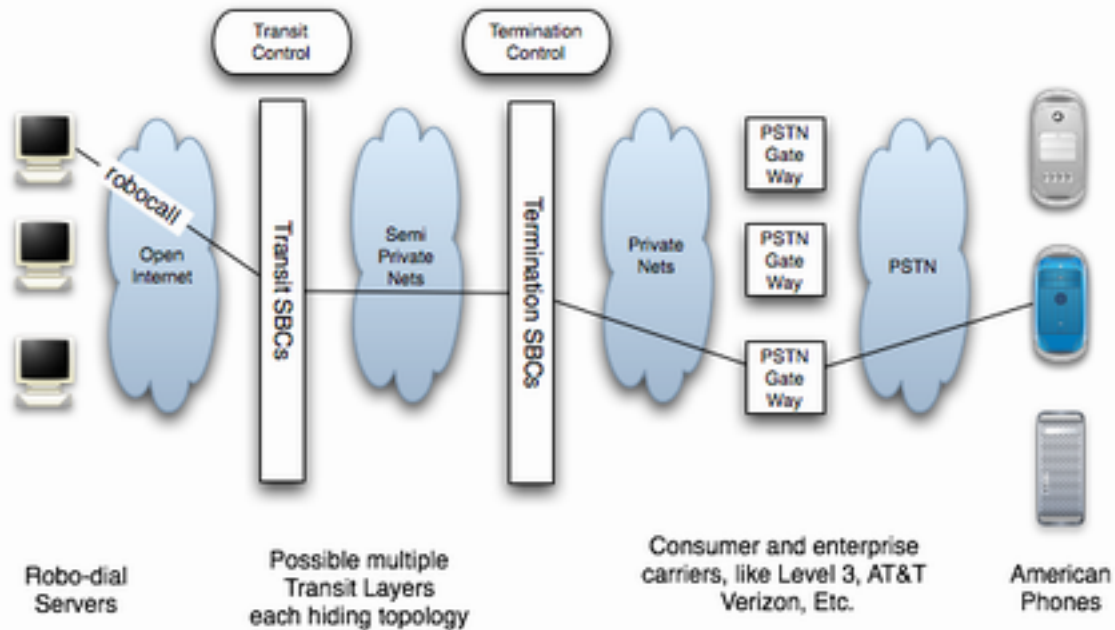 Transit
Control
Termination
Control
robocall
Open
Internet
Transit SBCs
Semi
Private
Nets
Termination SBCs
Private
Nets
PSTN
Gate
Way
PSTN
Gate
Way
PSTN
Gate
Way
PSTN
Robo-dial
Servers
Possible multiple
Transit Layers
each hiding topology
Consumer and enterprise
carriers, like Level 3, AT&T
Verizon, Etc.
American
Phones